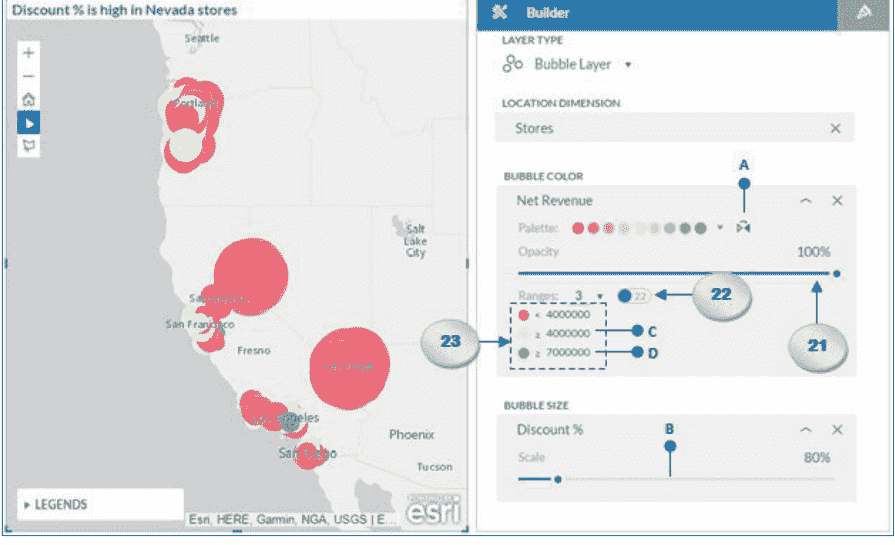 Discount % is high in Nevada stores
Seattle
Portland
Salt
Lake
City
San Francisco
Fresno
Los Angeles
Phoenix
San Diego
Tucson
LEGENDS
Esri, HERE, Garmin, NGA, USGS | E...
POWERED BY
esri
Builder
LAYER TYPE
Bubble Layer
LOCATION DIMENSION
Stores
A
BUBBLE COLOR
Net Revenue
Palette:
Opacity
100%
Ranges:
3
22
22
< 4000000
≥ 4000000
C
≥ 7000000
D
23
21
BUBBLE SIZE
Discount %
B
Scale
80%